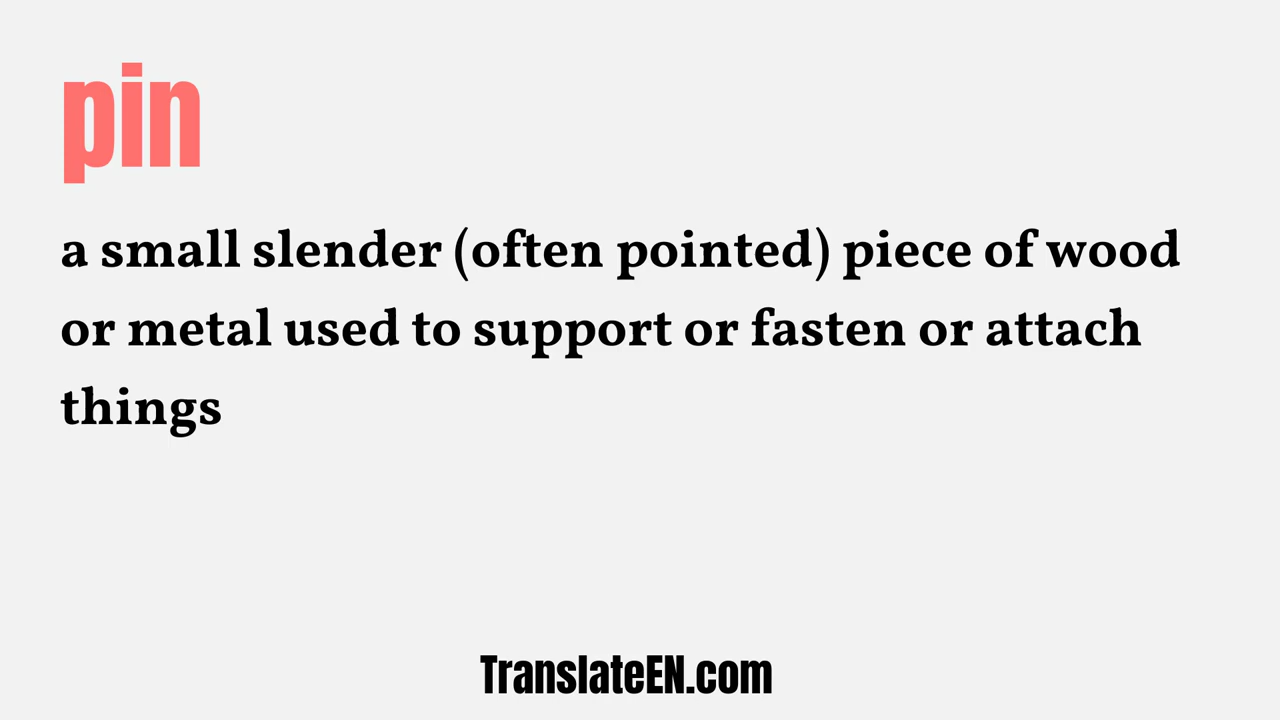 pin
a small slender (often pointed) piece of wood
or metal used to support or fasten or attach
things
TranslateEN.com